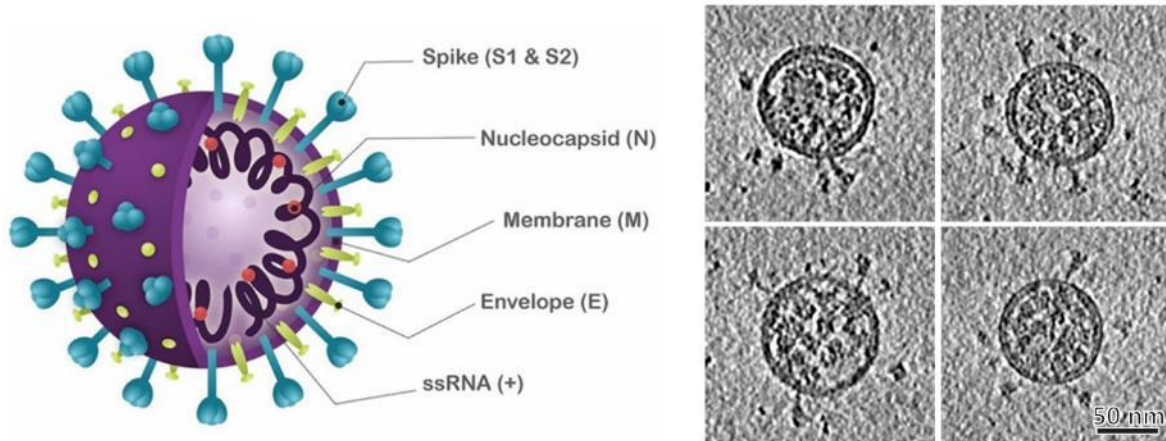 Spike (S1 & S2)
Nucleocapsid (N)
Membrane (M)
Envelope (E)
ssRNA (+)
50 nm